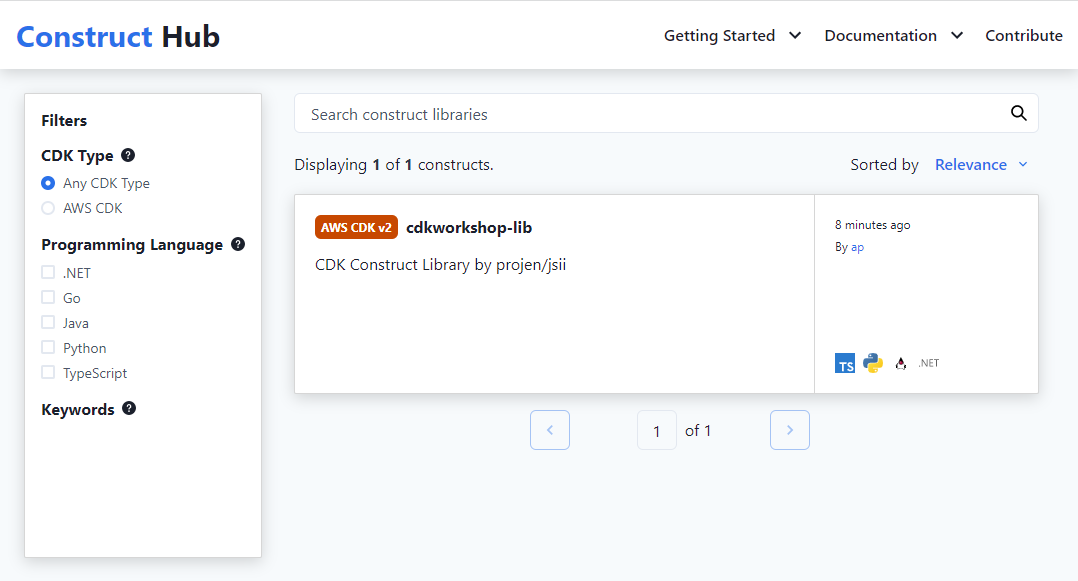 Construct Hub
Getting Started
Documentation
Contribute
Filters
CDK Type ?
Any CDK Type
AWS CDK
Programming Language ?
.NET
Go
Java
Python
TypeScript
Keywords ?
Search construct libraries
Displaying 1 of 1 constructs.
Sorted by Relevance
AWS CDK v2 cdkworkshop-lib
CDK Construct Library by projen/jsii
8 minutes ago
By ap
TS
.NET
1 of 1